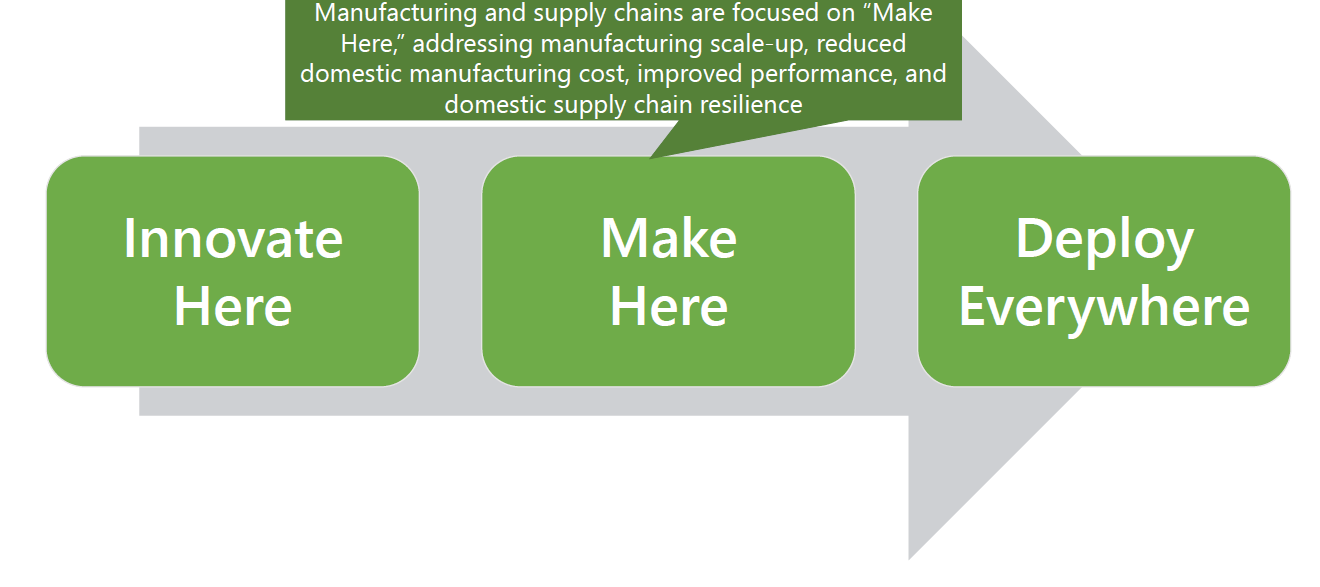 Manufacturing and supply chains are focused on “Make
Here,” addressing manufacturing scale-up, reduced
domestic manufacturing cost, improved performance, and
domestic supply chain resilience
Innovate
Here
Make
Here
Deploy
Everywhere